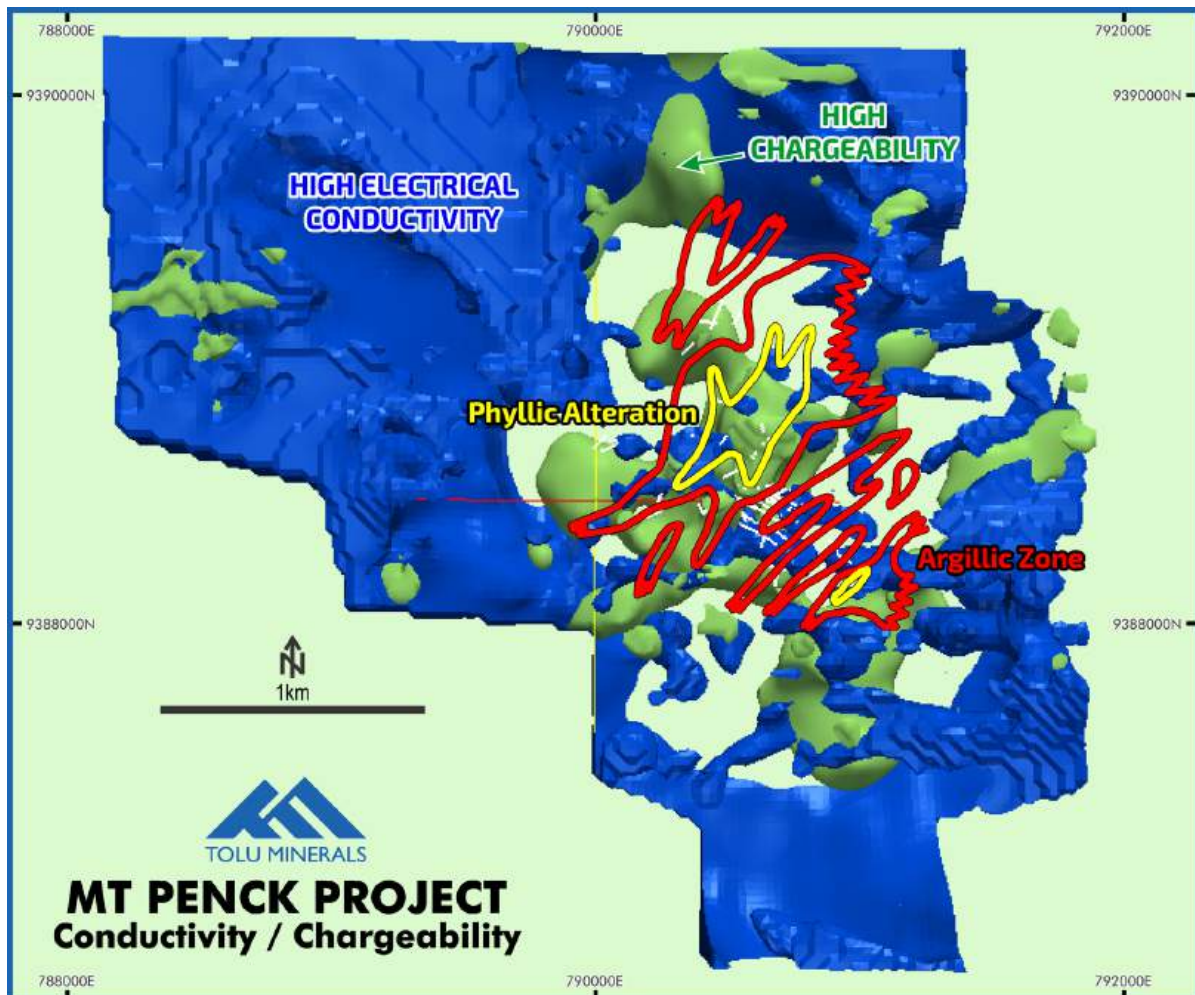 788000E
790000E
792000E
9390000N
9390000N
HIGH
CHARGEABILITY
HIGH ELECTRICAL
CONDUCTIVITY
Phyllic Alteration
Argillic Zone
9388000N
9388000N
N
1km
TOLU MINERALS
MT PENCK PROJECT
Conductivity / Chargeability
788000E
790000E
792000E